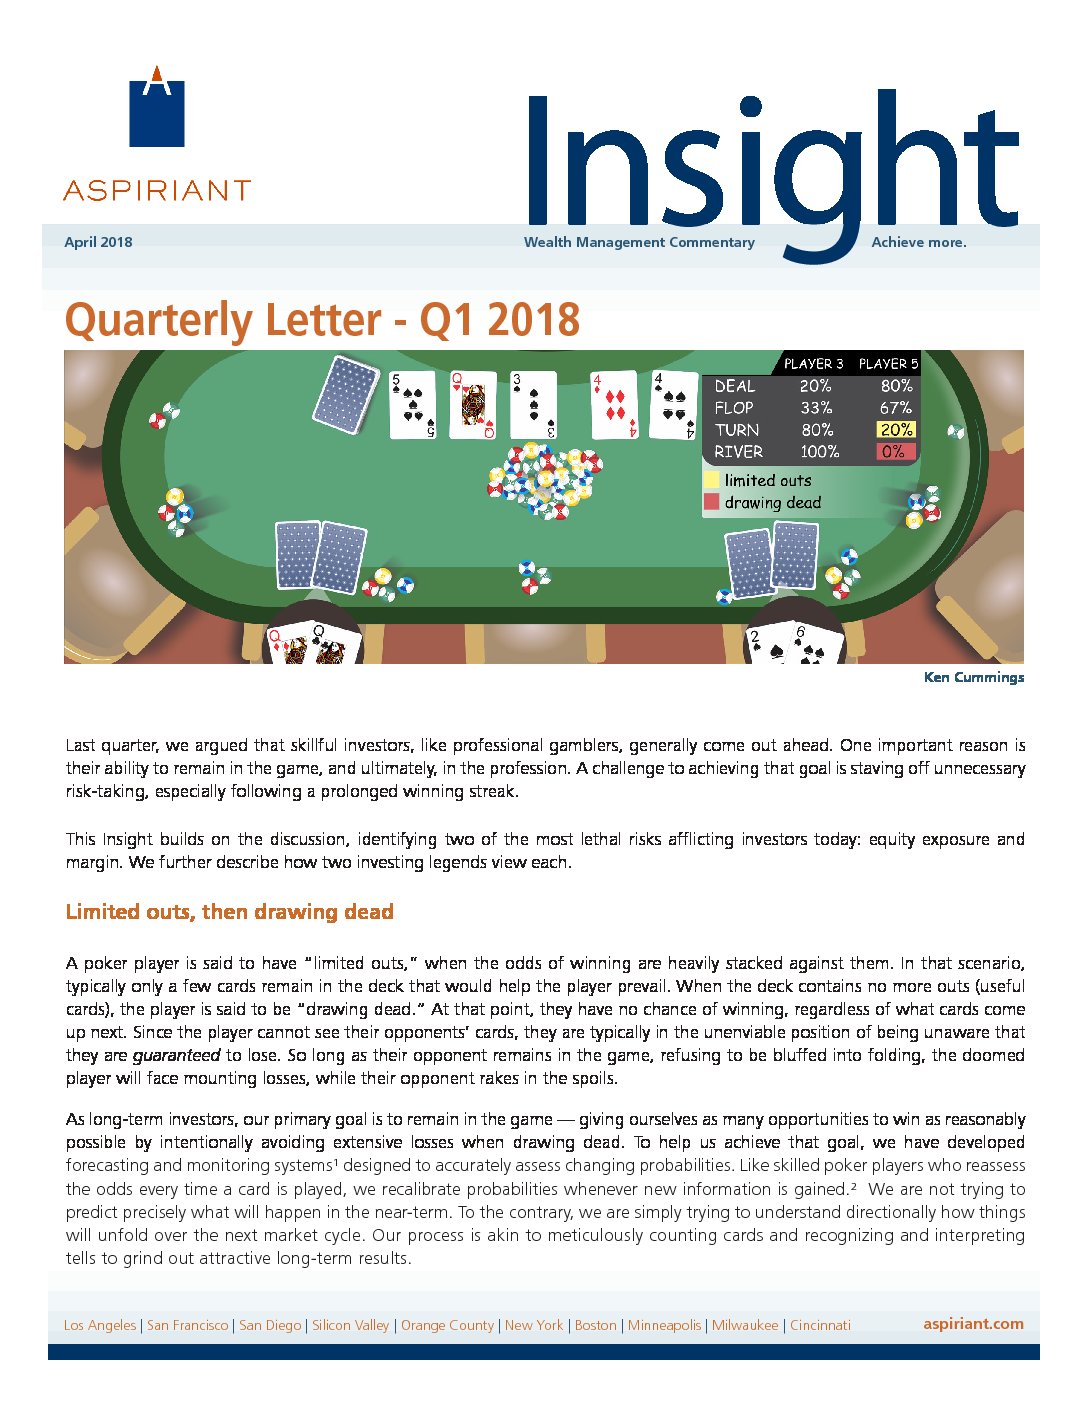 ASPIRIANT
Insight
April 2018
Wealth Management Commentary
Achieve more.
Quarterly Letter - Q1 2018
5
5
Q
Q
3
3
4
4
4
4
PLAYER 3 PLAYER 5
DEAL 20% 80%
FLOP 33% 67%
TURN 80% 20%
RIVER 100% 0%
limited outs
drawing dead
Q
Q
2
6
Ken Cummings
Last quarter, we argued that skillful investors, like professional gamblers, generally come out ahead. One important reason is
their ability to remain in the game, and ultimately, in the profession. A challenge to achieving that goal is staving off unnecessary
risk-taking, especially following a prolonged winning streak.
This Insight builds on the discussion, identifying two of the most lethal risks afflicting investors today: equity exposure and
margin. We further describe how two investing legends view each.
Limited outs, then drawing dead
A poker player is said to have "limited outs," when the odds of winning are heavily stacked against them. In that scenario,
typically only a few cards remain in the deck that would help the player prevail. When the deck contains no more outs (useful
cards), the player is said to be "drawing dead." At that point, they have no chance of winning, regardless of what cards come
up next. Since the player cannot see their opponents' cards, they are typically in the unenviable position of being unaware that
they are guaranteed to lose. So long as their opponent remains in the game, refusing to be bluffed into folding, the doomed
player will face mounting losses, while their opponent rakes in the spoils.
As long-term investors, our primary goal is to remain in the game — giving ourselves as many opportunities to win as reasonably
possible by intentionally avoiding extensive losses when drawing dead. To help us achieve that goal, we have developed
forecasting and monitoring systems¹ designed to accurately assess changing probabilities. Like skilled poker players who reassess
the odds every time a card is played, we recalibrate probabilities whenever new information is gained.² We are not trying to
predict precisely what will happen in the near-term. To the contrary, we are simply trying to understand directionally how things
will unfold over the next market cycle. Our process is akin to meticulously counting cards and recognizing and interpreting
tells to grind out attractive long-term results.
Los Angeles | San Francisco | San Diego | Silicon Valley | Orange County | New York | Boston | Minneapolis | Milwaukee | Cincinnati
aspiriant.com